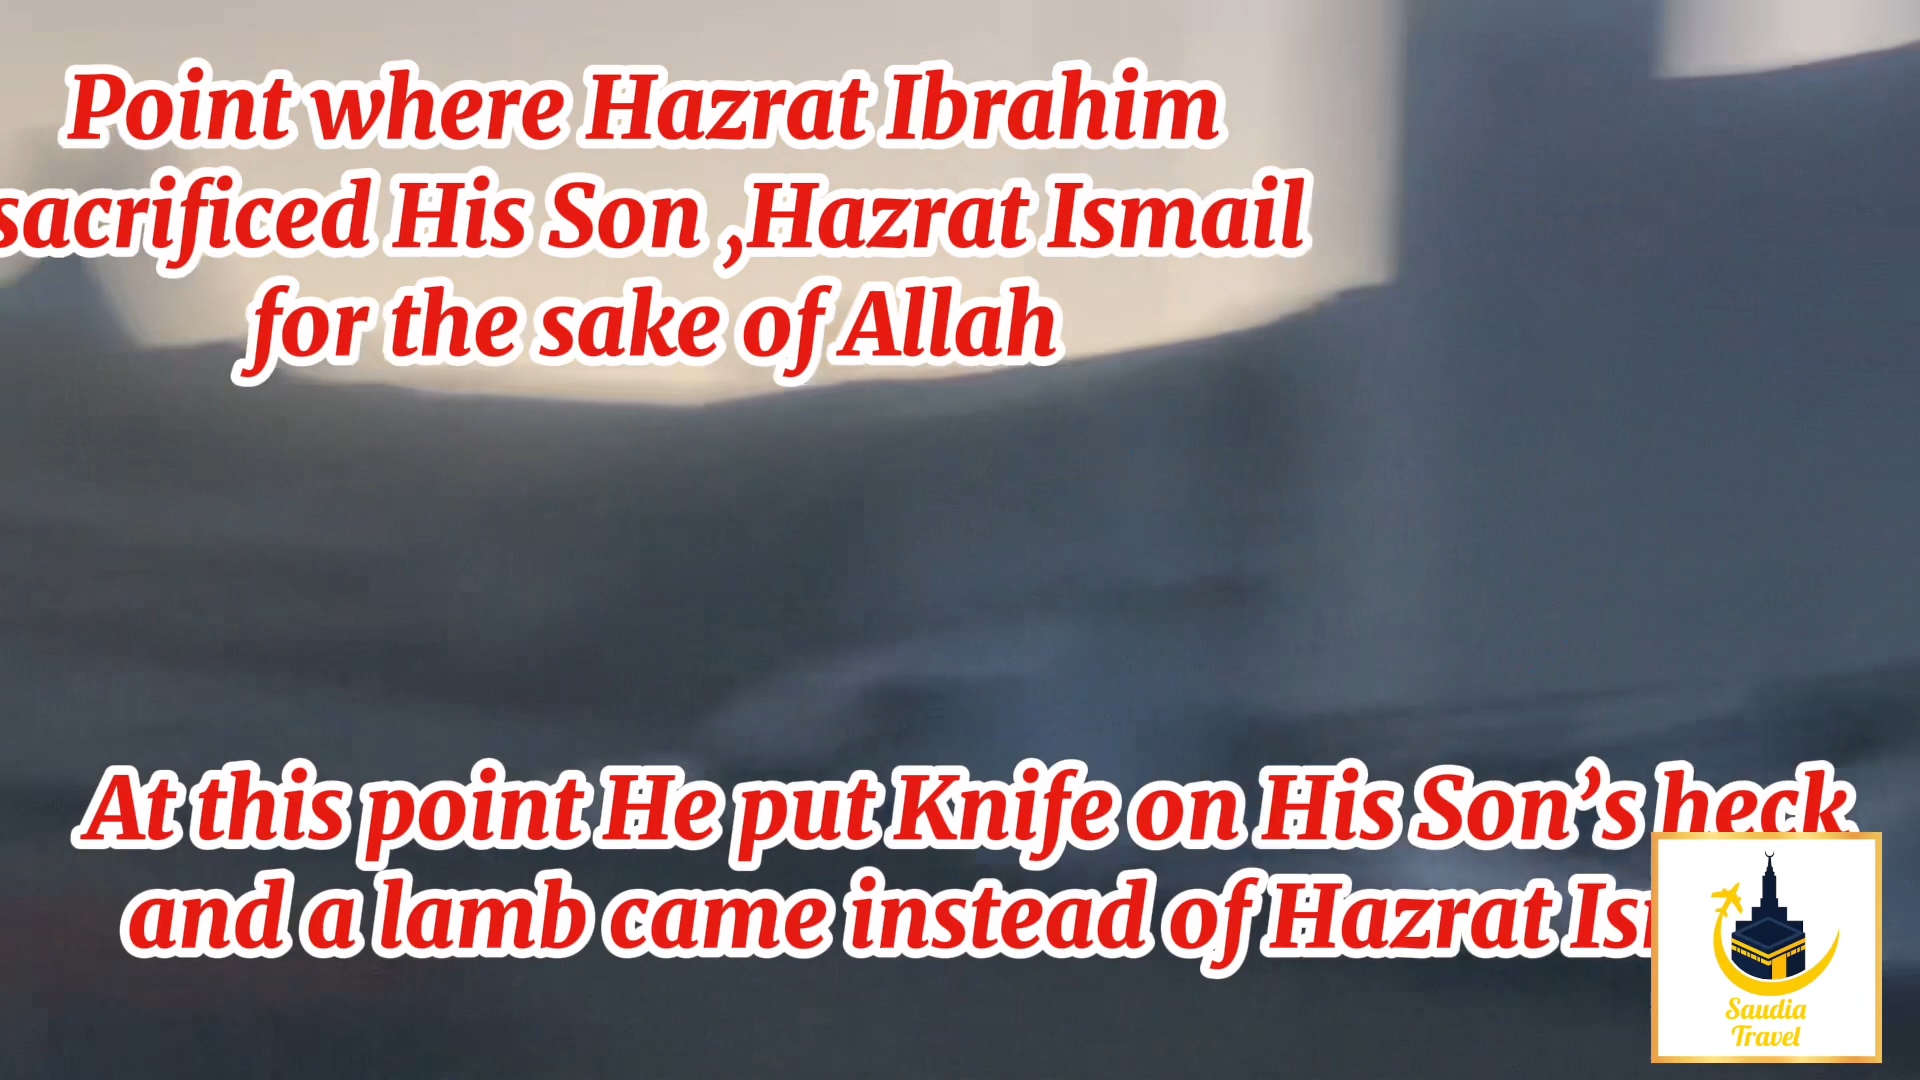 Point where Hazrat Ibrahim
sacrificed His Son ,Hazrat Ismail
for the sake of Allah
At this point He put Knife on His Son's heck
and a lamb came instead of Hazrat
Saudia
Travel